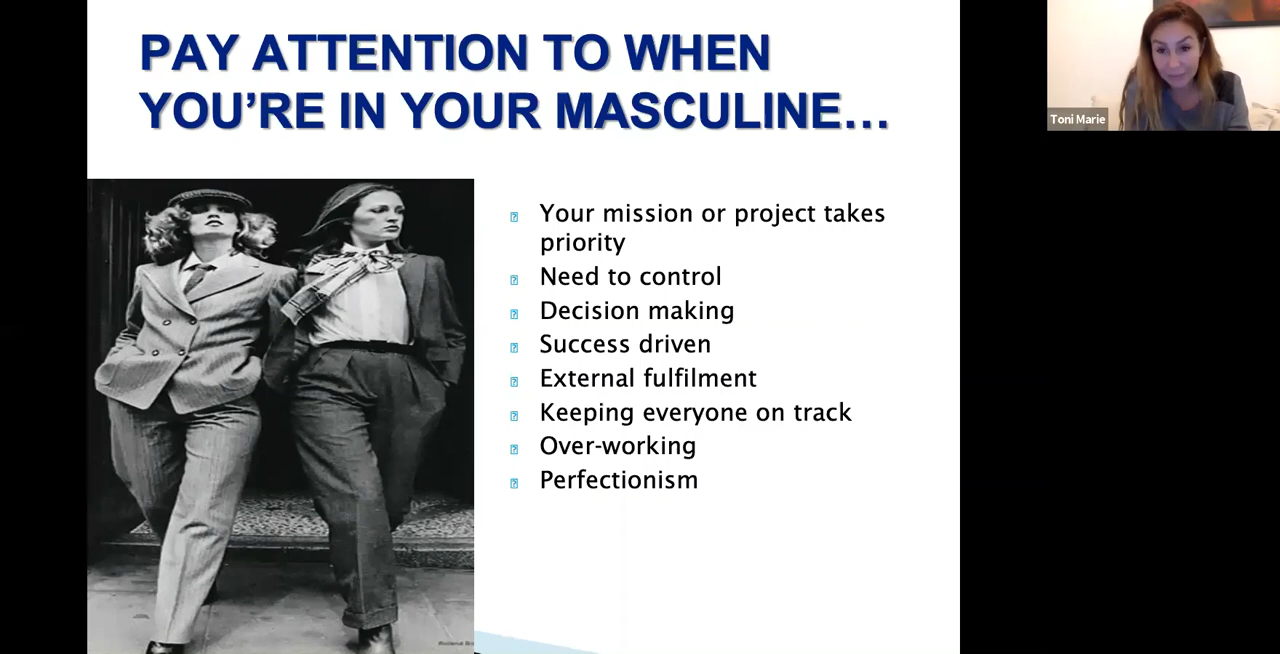 PAY ATTENTION TO WHEN
YOU’RE IN YOUR MASCULINE…
Your mission or project takes
priority
Need to control
Decision making
Success driven
External fulfilment
Keeping everyone on track
Over-working
Perfectionism
Toni Marie